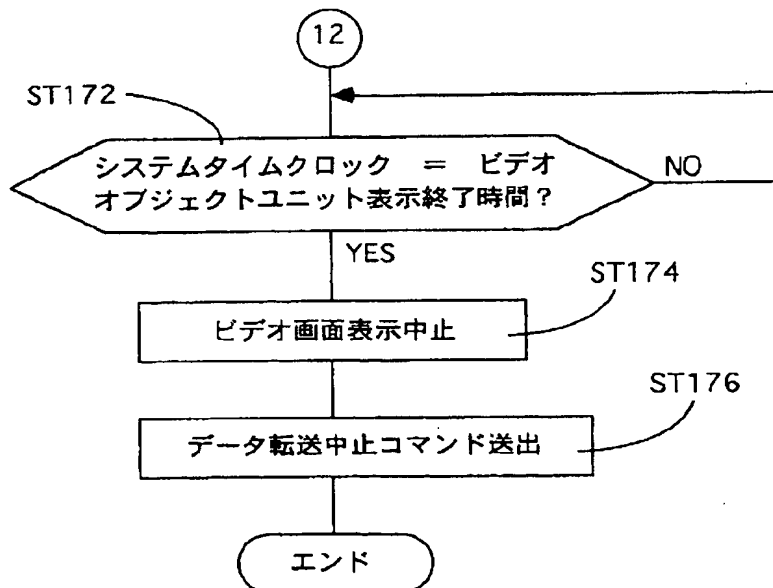 12
ST172
システムタイムクロック = ビデオ
オブジェクトユニット表示終了時間?
NO
YES
ST174
ビデオ画面表示中止
ST176
データ転送中止コマンド送出
エンド